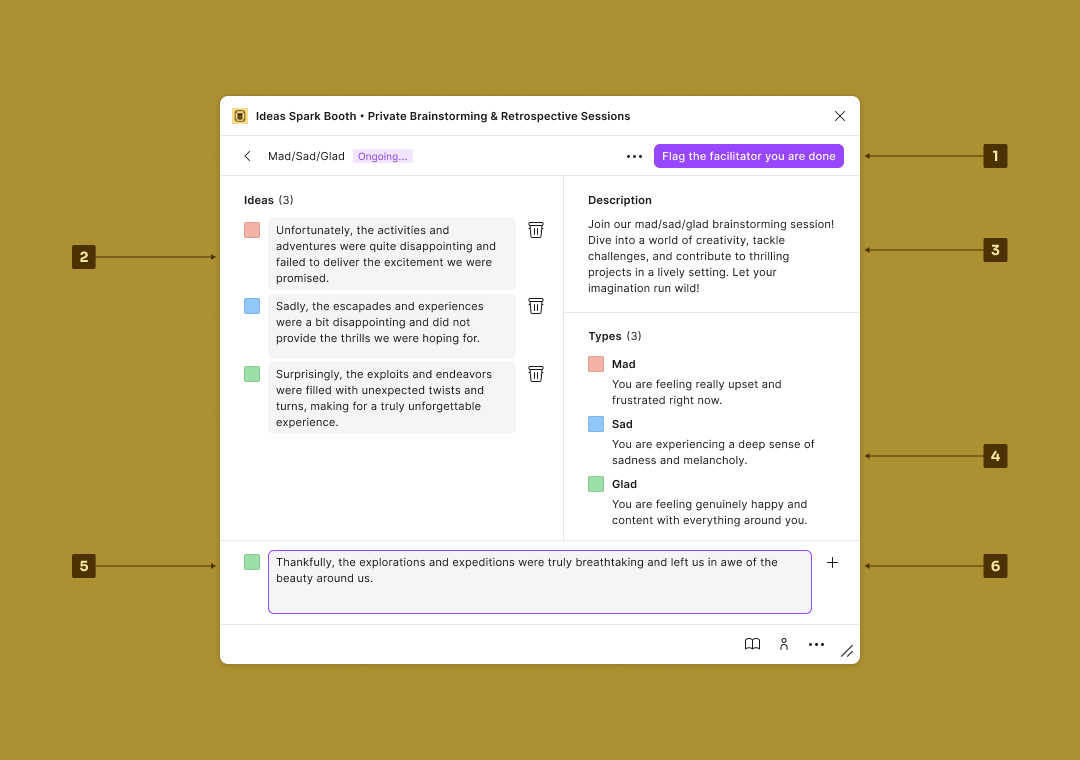 Ideas Spark Booth • Private Brainstorming & Retrospective Sessions
Mad/Sad/Glad
Ongoing...
Flag the facilitator you are done
1
Ideas (3)
Unfortunately, the activities and
adventures were quite disappointing and
failed to deliver the excitement we were
promised.
Sadly, the escapades and experiences
were a bit disappointing and did not
provide the thrills we were hoping for.
Surprisingly, the exploits and endeavors
were filled with unexpected twists and
turns, making for a truly unforgettable
experience.
2
Description
Join our mad/sad/glad brainstorming session!
Dive into a world of creativity, tackle
challenges, and contribute to thrilling
projects in a lively setting. Let your
imagination run wild!
3
Types (3)
Mad
You are feeling really upset and
frustrated right now.
Sad
You are experiencing a deep sense of
sadness and melancholy.
Glad
You are feeling genuinely happy and
content with everything around you.
4
5
Thankfully, the explorations and expeditions were truly breathtaking and left us in awe of the
beauty around us.
6